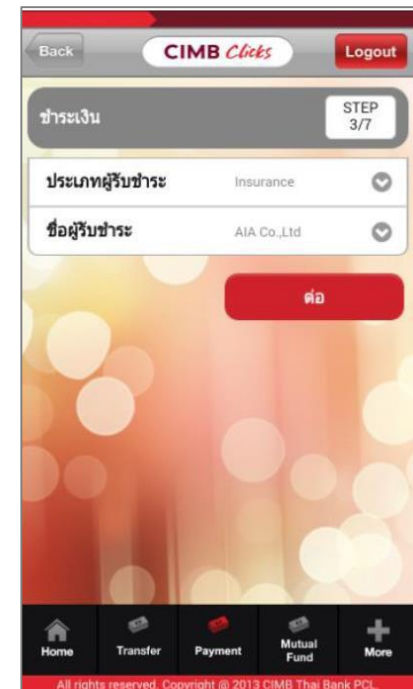 Back
CIMB Clicks
Logout
ชำระเงิน
STEP
3/7
ประเภทผู้รับชำระ
Insurance
ชื่อผู้รับชำระ
AIA Co.,Ltd
ต่อ
Home
Transfer
Payment
Mutual
Fund
More
All rights reserved. Copyright @ 2013 CIMB Thai Bank PCL.